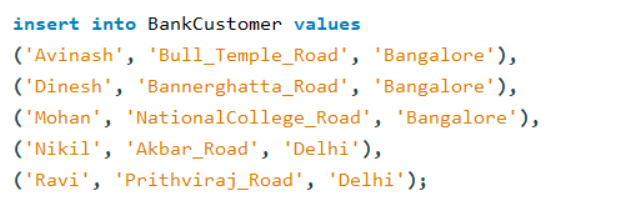 insert into BankCustomer values
('Avinash', 'Bull_Temple_Road', 'Bangalore'),
('Dinesh', 'Bannerghatta_Road', 'Bangalore'),
('Mohan', 'NationalCollege_Road', 'Bangalore'),
('Nikil', 'Akbar_Road', 'Delhi'),
('Ravi', 'Prithviraj_Road', 'Delhi');